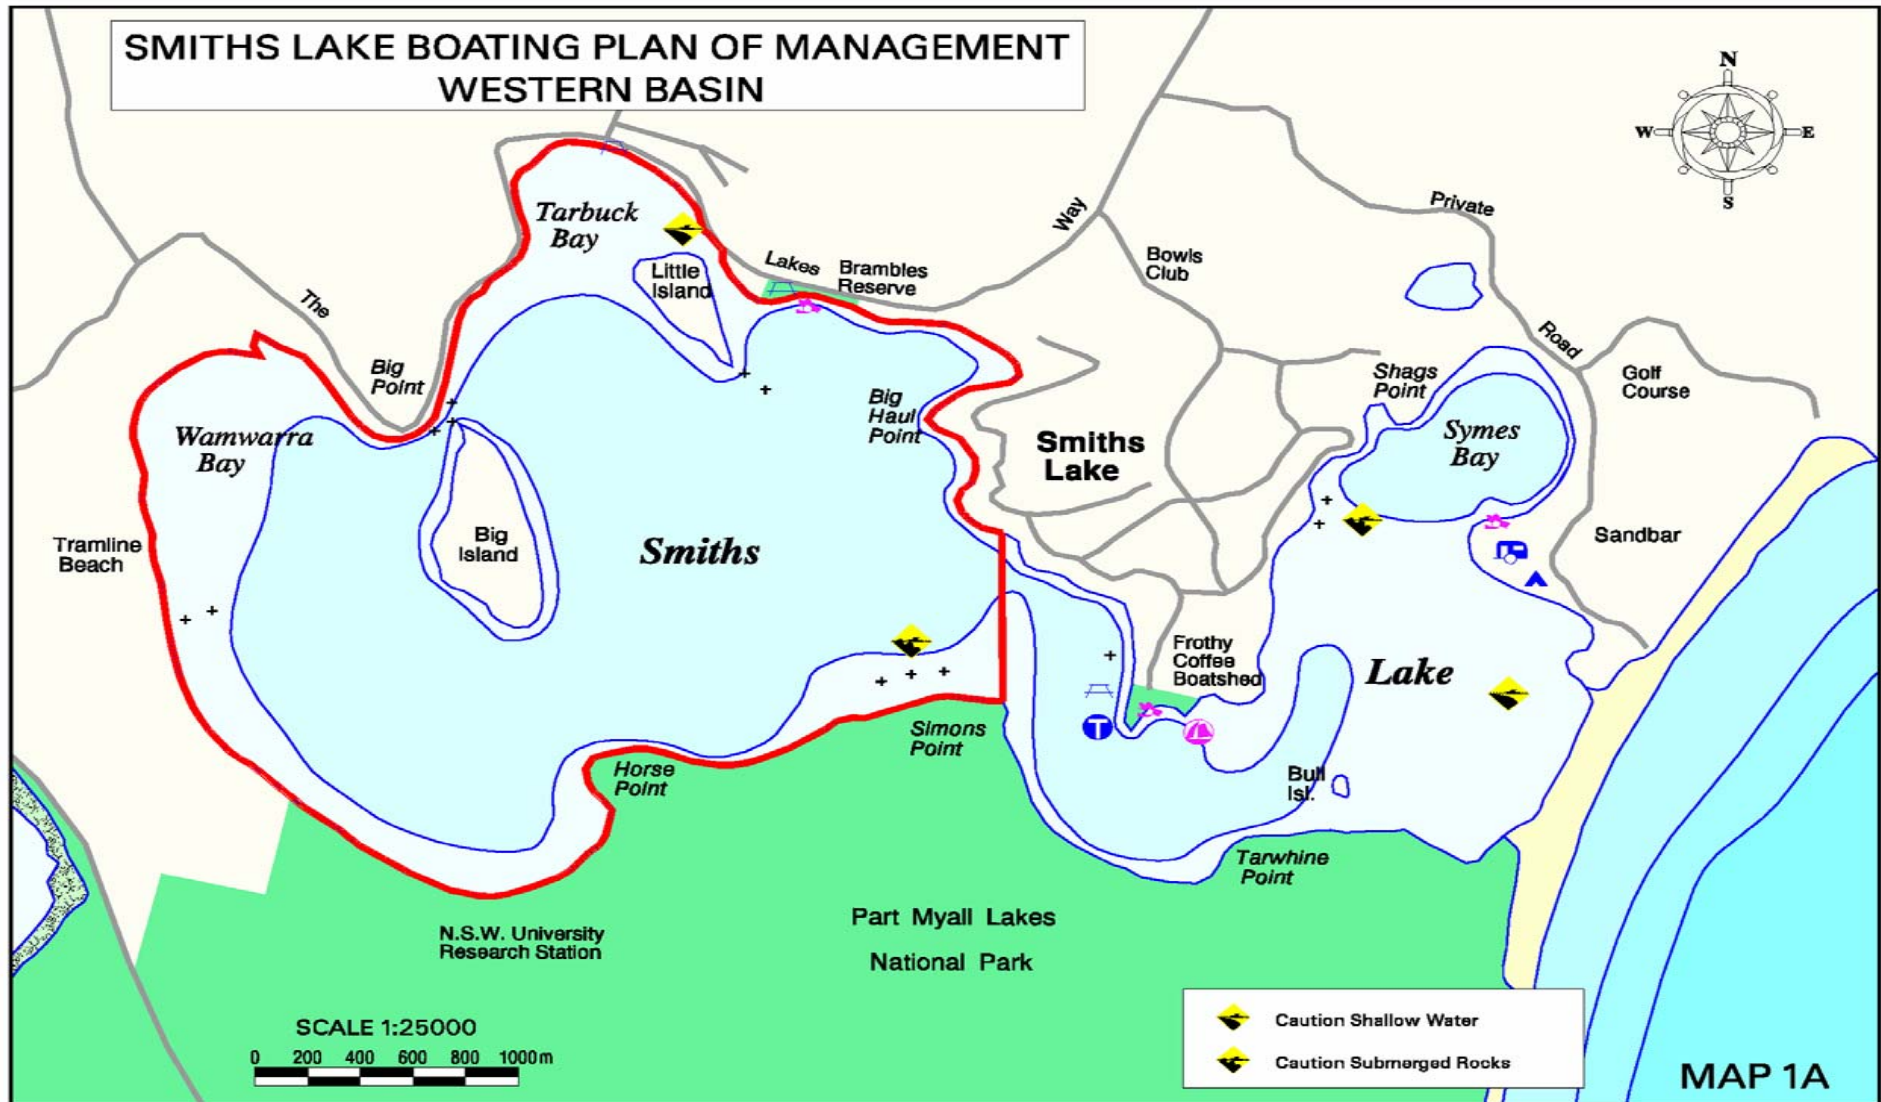 SMITHS LAKE BOATING PLAN OF MANAGEMENT
WESTERN BASIN
N
W
E
S
Tarbuck
Bay
Little
Island
Lakes
Brambles
Reserve
Way
Bowls
Club
Private
Road
The
Big
Point
Big
Haul
Point
Shags
Point
Golf
Course
Wamwarra
Bay
Smiths
Lake
Symes
Bay
Tramline
Beach
Big
Island
Smiths
Sandbar
Frothy
Coffee
Boatshed
Lake
T
Simons
Point
Horse
Point
Bull
Isl.
Tarwhine
Point
N.S.W. University
Research Station
Part Myall Lakes
National Park
SCALE 1:25000
0 200 400 600 800 1000m
Caution Shallow Water
Caution Submerged Rocks
MAP 1A